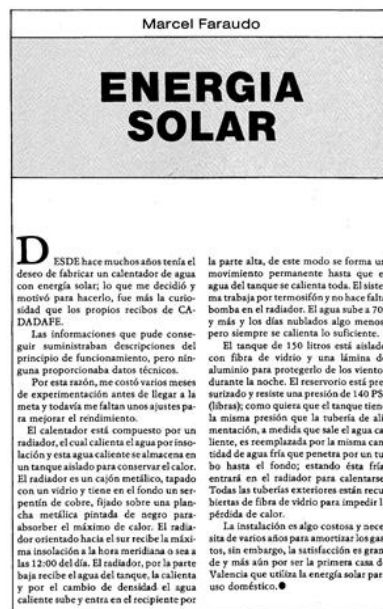 Marcel Faraudo
ENERGIA
SOLAR
DESDE hace muchos años tenía el
deseo de fabricar un calentador de agua
con energía solar; lo que me decidió y
motivó para hacerlo, fue más la curio-
sidad que los propios recibos de CA-
DADAFE.
Las informaciones que pude conse-
guir suministraban descripciones del
principio de funcionamiento, pero nin-
guna proporcionaba datos técnicos.
Por esta razón, me costó varios meses
de experimentación antes de llegar a la
meta y todavía me faltan unos ajustes pa-
ra mejorar el rendimiento.
El calentador está compuesto por un
radiador, el cual calienta el agua por inso-
lación y esta agua caliente se almacena en
un tanque aislado para conservar el calor.
El radiador es un cajón metálico, tapado
con un vidrio y tiene en el fondo un ser-
pentín de cobre, fijado sobre una plan-
cha metálica pintada de negro para
absorber el máximo de calor. El radia-
dor orientado hacia el sur recibe la máxi-
ma insolación a la hora meridiana o sea a
las 12:00 del día. El radiador, por la parte
baja recibe el agua del tanque, la calienta
y por el cambio de densidad el agua
caliente sube y entra en el recipiente por
la parte alta, de este modo se forma un
movimiento permanente hasta que e
agua del tanque se calienta toda. El siste
ma trabaja por termosifón y no hace falt
bomba en el radiador. El agua sube a 70
y más y los días nublados algo menos
pero siempre se calienta lo suficiente.
El tanque de 150 litros está aislad
con fibra de vidrio y una lámina d
aluminio para protegerlo de los viento
durante la noche. El reservorio está pre
surizado y resiste una presión de 140 PS
(libras); como quiera que el tanque tien
la misma presión que la tubería de ali
mentación, a medida que sale el agua ca
liente, es reemplazada por la misma can
tidad de agua fría que penetra por un tu
bo hasta el fondo; estando ésta fría
entrará en el radiador para calentarse
Todas las tuberías exteriores están recu
biertas de fibra de vidrio para impedir l
pérdida de calor.
La instalación es algo costosa y nece
sita de varios años para amortizar los gas
tos, sin embargo, la satisfacción es gran
de y más aún por ser la primera casa d
Valencia que utiliza la energía solar par
uso doméstico.●